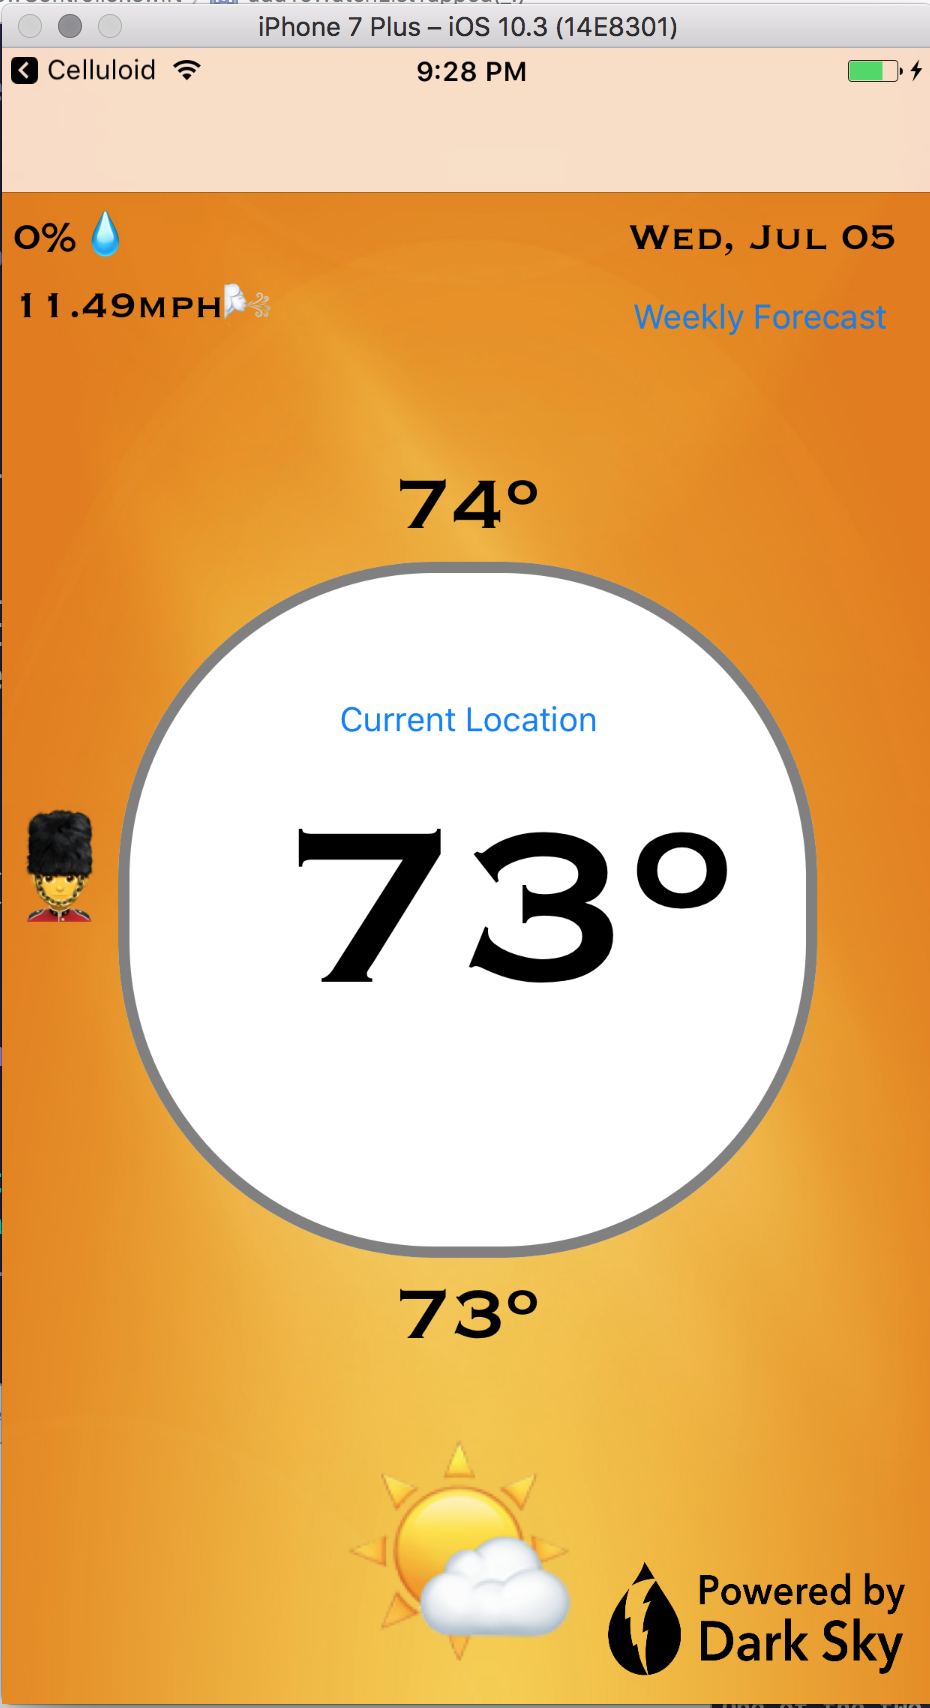 iPhone 7 Plus – iOS 10.3 (14E8301)
Celluloid
9:28 PM
0%
Wed, Jul 05
11.49mph
Weekly Forecast
74°
Current Location
73°
73°
Powered by
Dark Sky